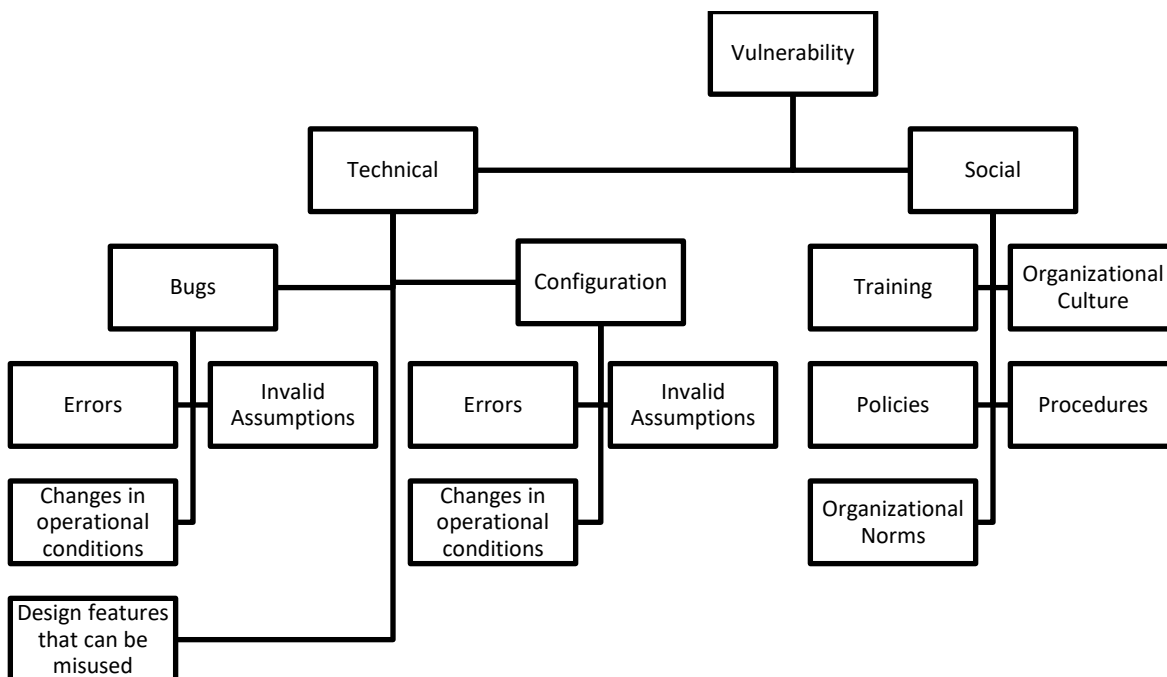 Vulnerability
Technical
Social
Bugs
Configuration
Training
Organizational
Culture
Errors
Invalid
Assumptions
Errors
Invalid
Assumptions
Policies
Procedures
Changes in
operational
conditions
Changes in
operational
conditions
Organizational
Norms
Design features
that can be
misused